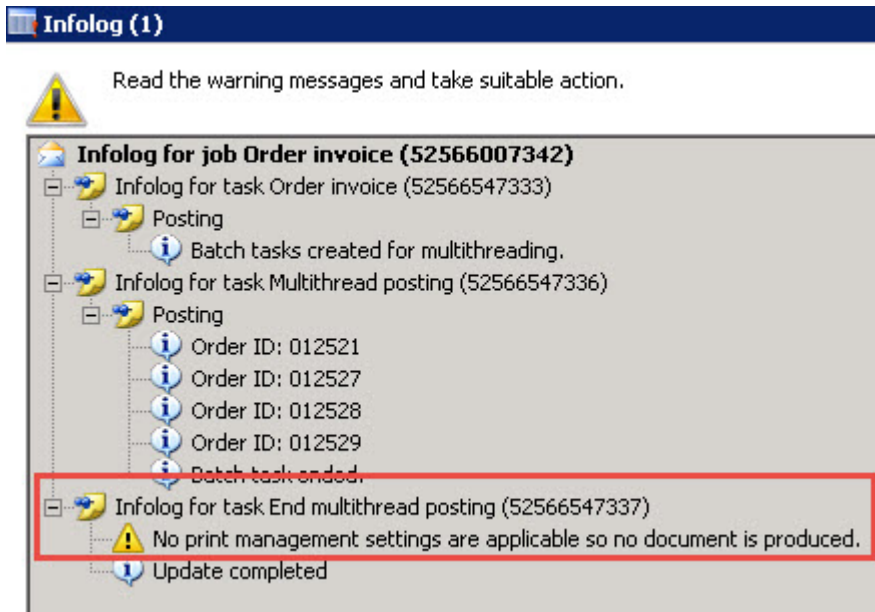 Infolog (1)
Read the warning messages and take suitable action.
Infolog for job Order invoice (52566007342)
Infolog for task Order invoice (52566547333)
Posting
Batch tasks created for multithreading.
Infolog for task Multithread posting (52566547336)
Posting
Order ID: 012521
Order ID: 012527
Order ID: 012528
Order ID: 012529
Batch task ended.
Infolog for task End multithread posting (52566547337)
No print management settings are applicable so no document is produced.
Update completed